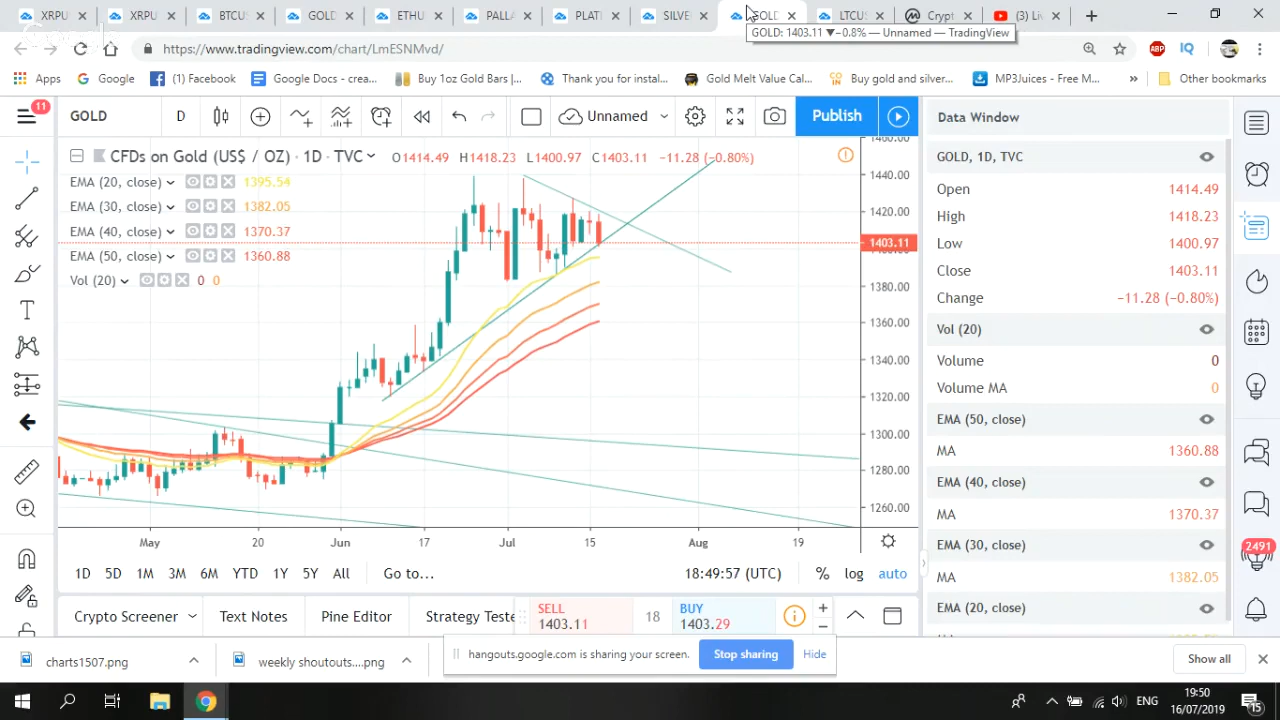 XRPU
XRPU
BTCUS
GOLD
ETHU
PALLA
PLATI
SILVE
GOLD
LTCUS
Crypt
(3) Li
GOLD: 1403.11 ▼−0.8% — Unnamed — TradingView
https://www.tradingview.com/chart/LmESNMvd/
ABP
IQ
Apps
Google
(1) Facebook
Google Docs - crea...
Buy 1oz Gold Bars |...
Thank you for instal...
Gold Melt Value Cal...
Buy gold and silver...
MP3Juices - Free M...
»
Other bookmarks
11
GOLD
D
Unnamed
Publish
CFDs on Gold (US$ / OZ) · 1D · TVC
O1414.49 H1418.23 L1400.97 C1403.11 −11.28 (−0.80%)
EMA (20, close) 1395.54
EMA (30, close) 1382.05
EMA (40, close) 1370.37
EMA (50, close) 1360.88
Vol (20) 0 0
1460.00
1440.00
1420.00
1403.11
1380.00
1360.00
1340.00
1320.00
1300.00
1280.00
1260.00
May 20 Jun 17 Jul 15 Aug 19
1D 5D 1M 3M 6M YTD 1Y 5Y All Go to...
18:49:57 (UTC) % log auto
Crypto Screener Text Notes Pine Editor Strategy Teste
SELL
1403.11
18
BUY
1403.29
Data Window
GOLD, 1D, TVC
Open 1414.49
High 1418.23
Low 1400.97
Close 1403.11
Change −11.28 (−0.80%)
Vol (20)
Volume 0
Volume MA 0
EMA (50, close)
MA 1360.88
EMA (40, close)
MA 1370.37
EMA (30, close)
MA 1382.05
EMA (20, close)
2491
charts1507.png
weekly shoutouts....png
hangouts.google.com is sharing your screen.
Stop sharing
Hide
Show all
ENG
19:50
16/07/2019
15